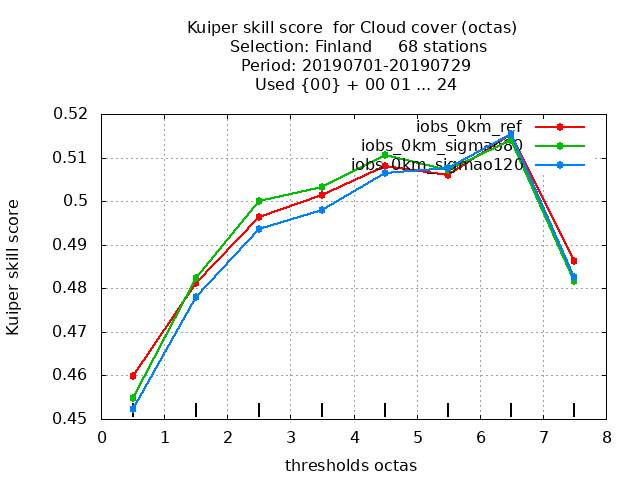 Kuiper skill score  for Cloud cover (octas)
Selection: Finland     68 stations
Period: 20190701-20190729
Used {00} + 00 01 ... 24
iobs_0km_ref
iobs_0km_sigmao80
iobs_0km_sigmao120
Kuiper skill score
0.52
0.51
0.5
0.49
0.48
0.47
0.46
0.45
0 1 2 3 4 5 6 7 8
thresholds octas